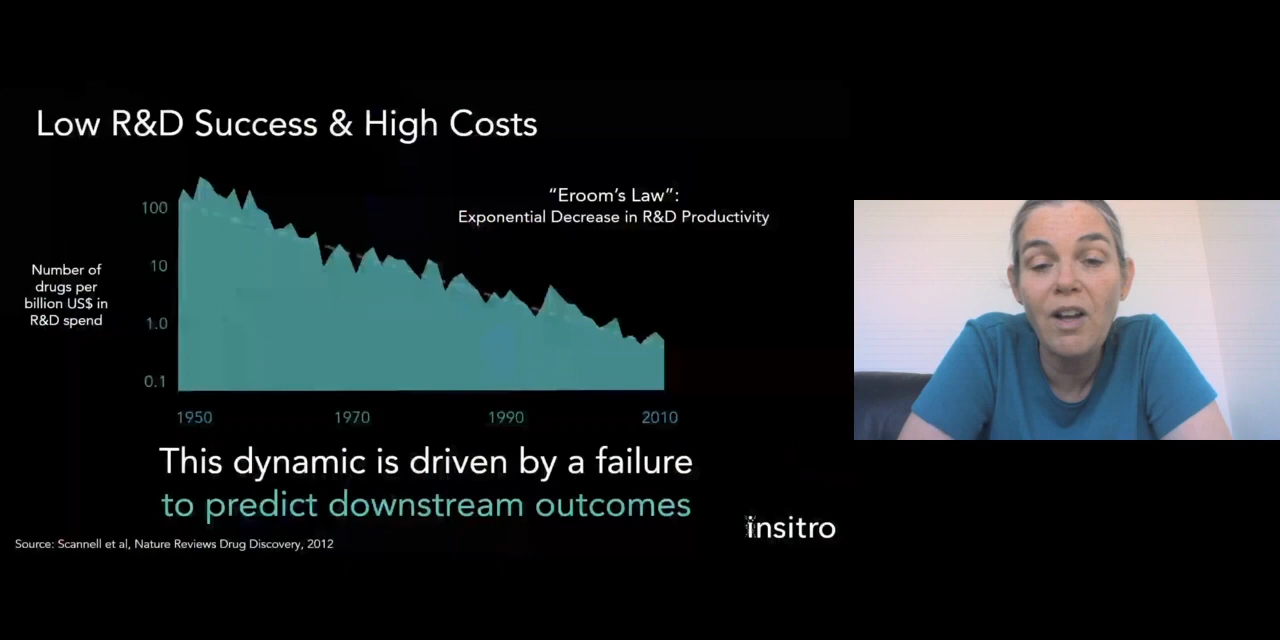 Low R&D Success & High Costs
"Eroom's Law":
Exponential Decrease in R&D Productivity
100
10
1.0
0.1
Number of
drugs per
billion US$ in
R&D spend
1950 1970 1990 2010
This dynamic is driven by a failure
to predict downstream outcomes
insitro
Source: Scannell et al, Nature Reviews Drug Discovery, 2012